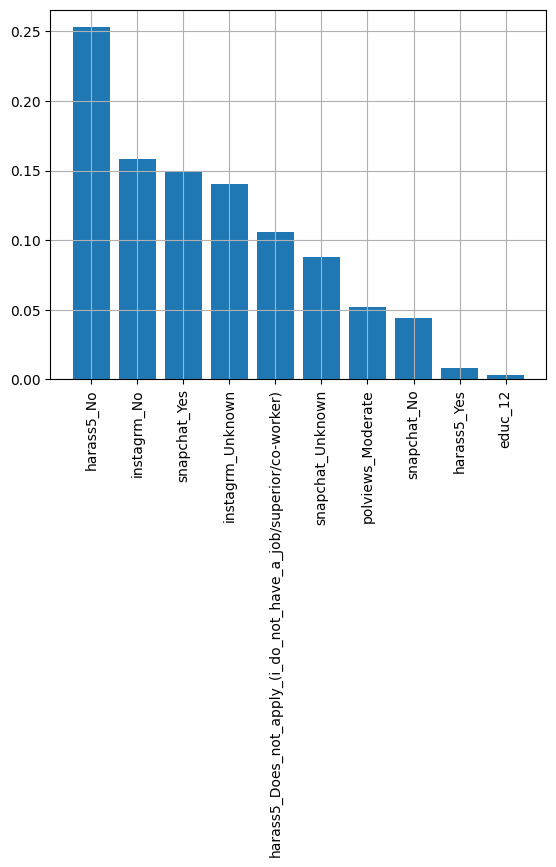 0.25
0.20
0.15
0.10
0.05
0.00
harass5_No
instagrm_No
snapchat_Yes
instagrm_Unknown
harass5_Does_not_apply_(i_do_not_have_a_job/superior/co-worker)
snapchat_Unknown
polviews_Moderate
snapchat_No
harass5_Yes
educ_12